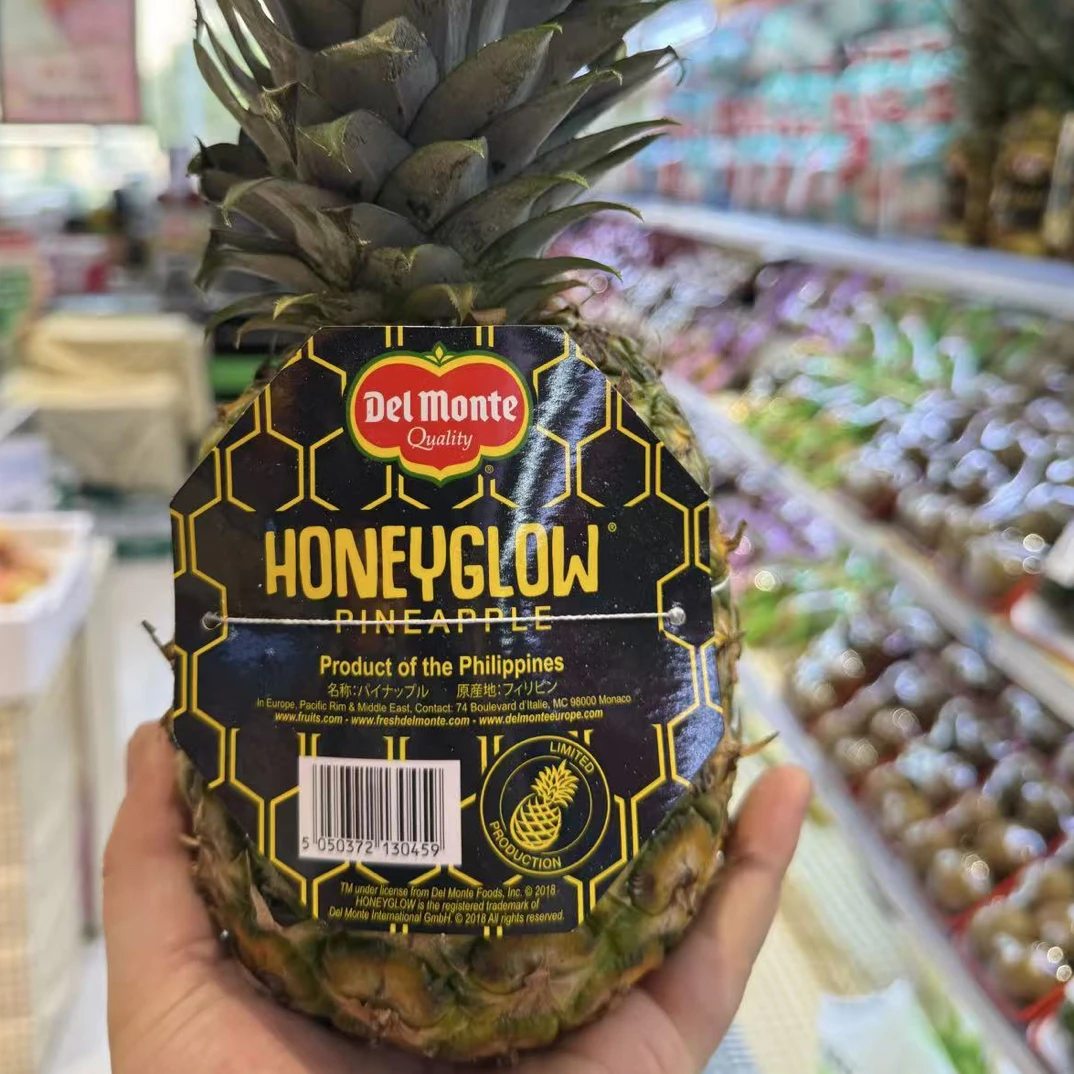 Del Monte
Quality
®
HONEYGLOW®
PINEAPPLE
Product of the Philippines
名称:パイナップル 原産地:フィリピン
In Europe, Pacific Rim & Middle East, Contact: 74 Boulevard d'Italie, MC 98000 Monaco
www.fruits.com - www.freshdelmonte.com - www.delmonteeurope.com
LIMITED
PRODUCTION
5 050372 130459
TM under license from Del Monte Foods, Inc. © 2018
HONEYGLOW is the registered trademark of
Del Monte International GmbH. © 2018 All rights reserved.